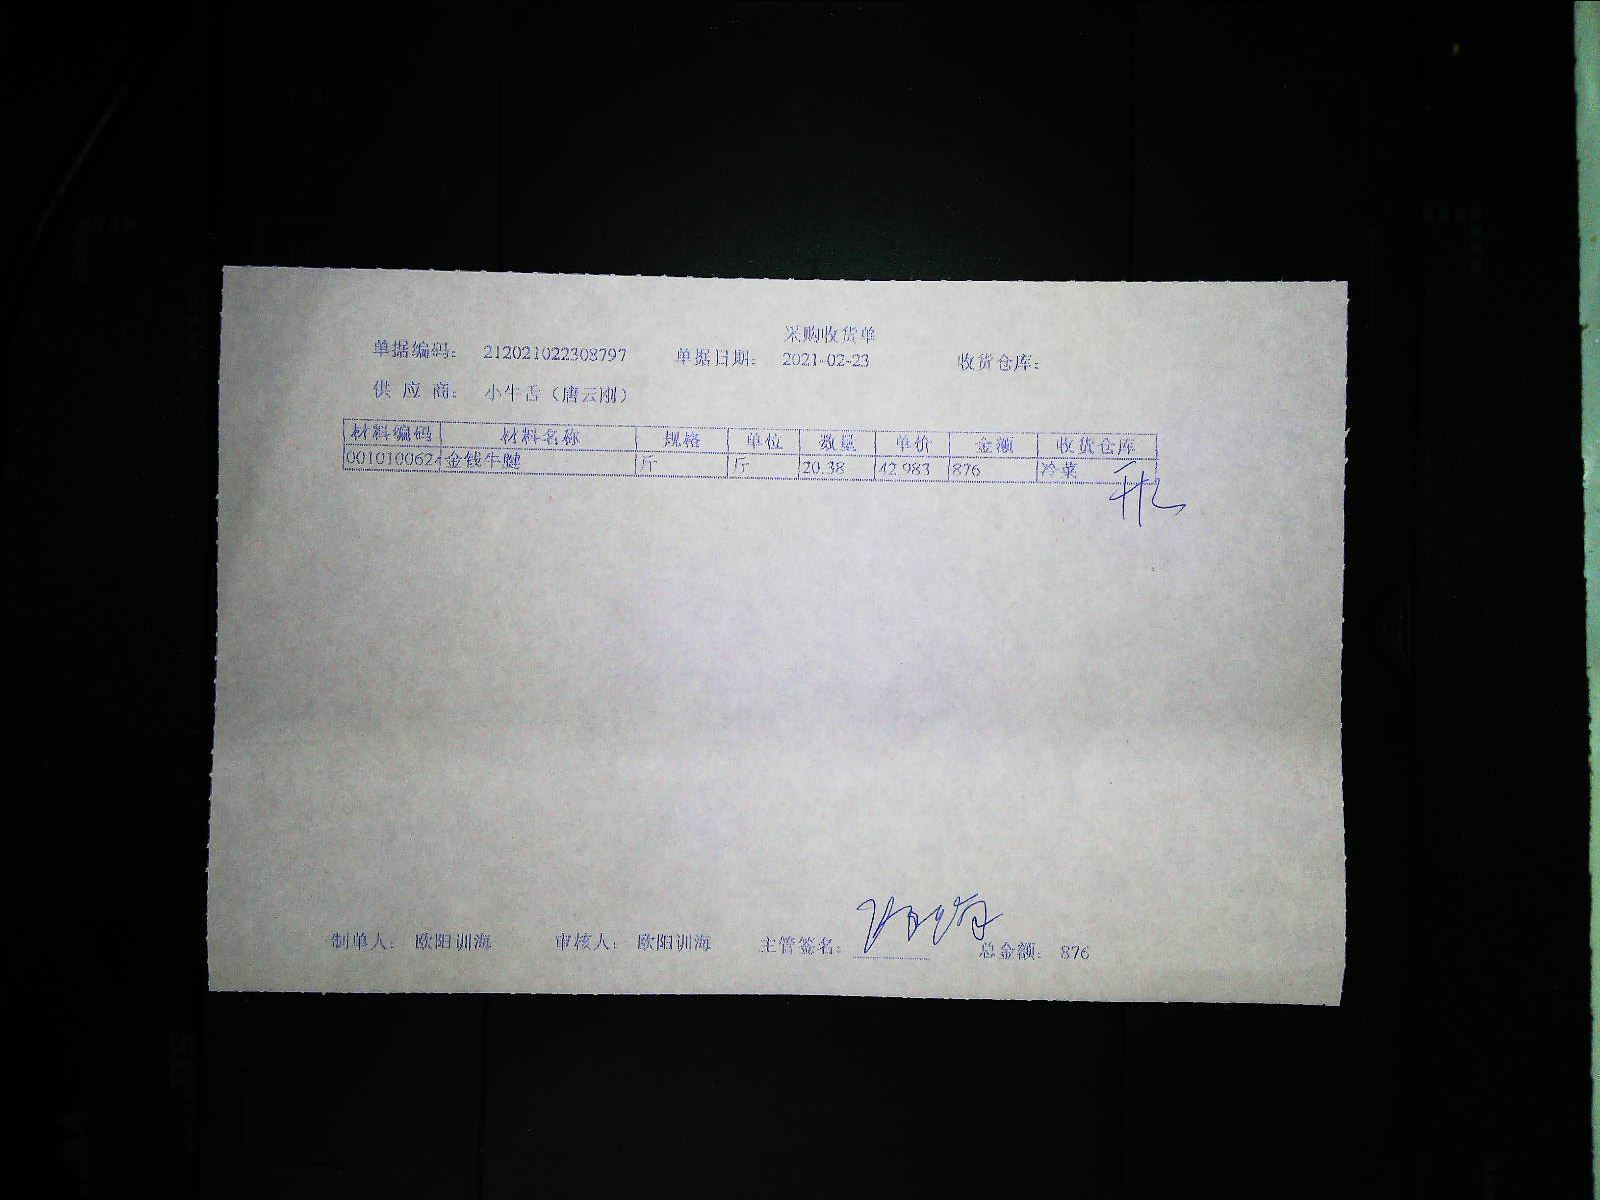 采购收货单
单据编码： 212021022308797 单据日期： 2021-02-23 收货仓库：
供 应 商： 小牛舌（唐云刚）
材料编码 材料名称 规格 单位 数量 单价 金额 收货仓库
0010100624 金钱牛腱 斤 斤 20.38 42.983 876 冷菜
制单人： 欧阳训海 审核人： 欧阳训海 主管签名： 总金额： 876